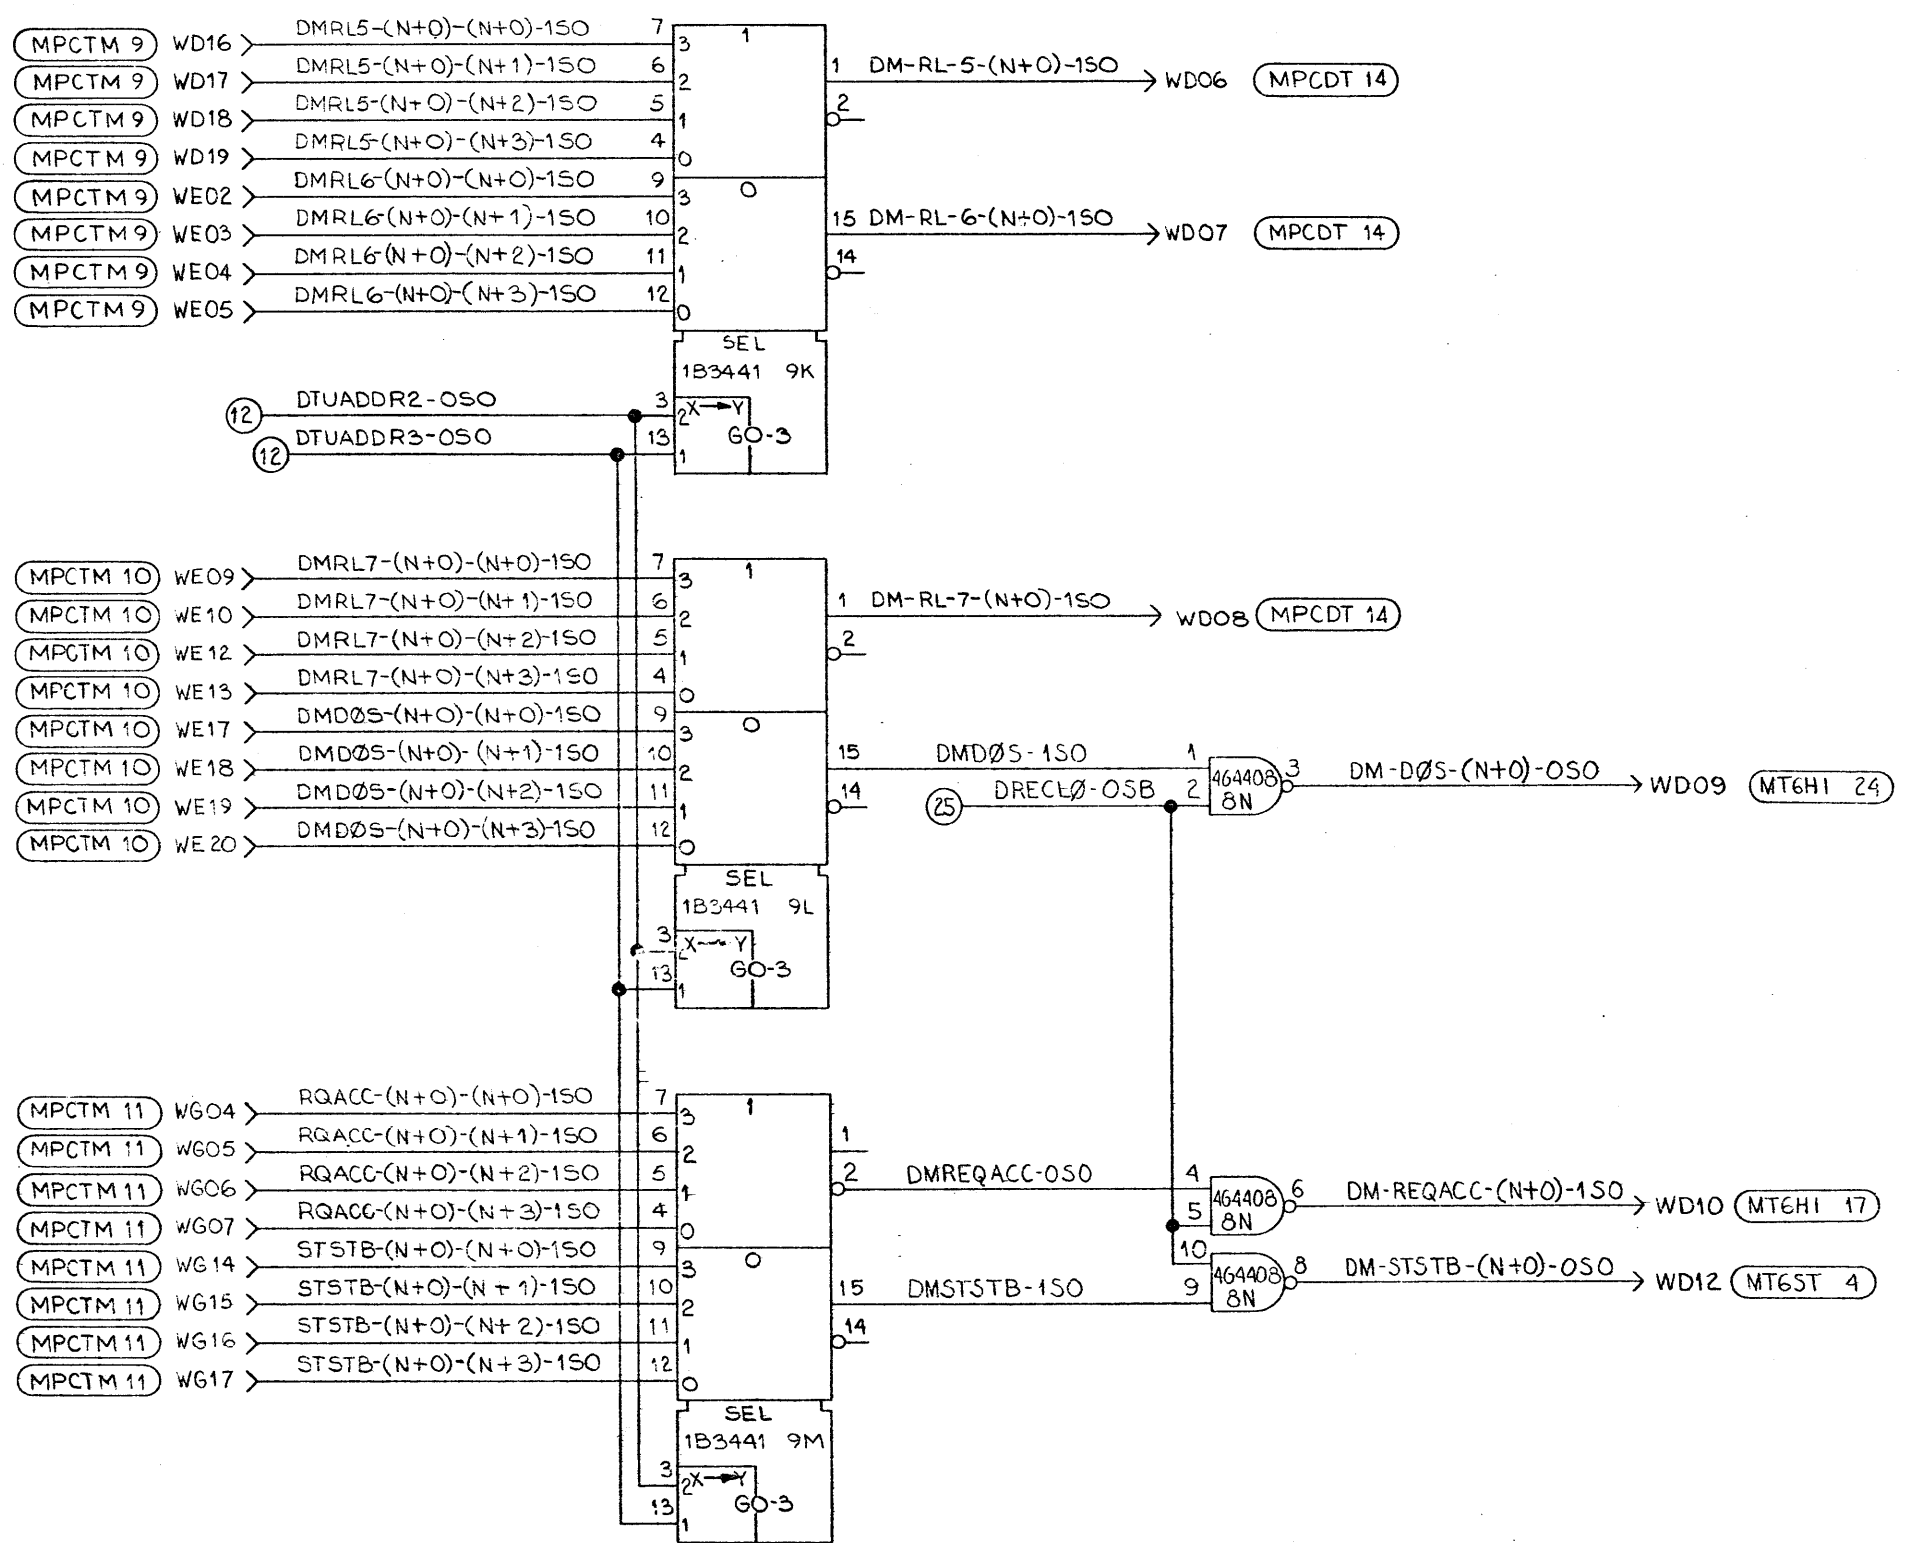 MPCTM 9 WD16 DMRL5-(N+0)-(N+0)-1SO 7 3 1
MPCTM 9 WD17 DMRL5-(N+0)-(N+1)-1SO 6 2 1 DM-RL-5-(N+0)-1SO WD06 MPCDT 14
MPCTM 9 WD18 DMRL5-(N+0)-(N+2)-1SO 5 1 2
MPCTM 9 WD19 DMRL5-(N+0)-(N+3)-1SO 4 0
MPCTM 9 WE02 DMRL6-(N+0)-(N+0)-1SO 9 3 0
MPCTM 9 WE03 DMRL6-(N+0)-(N+1)-1SO 10 2 15 DM-RL-6-(N+0)-1SO WD07 MPCDT 14
MPCTM 9 WE04 DMRL6-(N+0)-(N+2)-1SO 11 1 14
MPCTM 9 WE05 DMRL6-(N+0)-(N+3)-1SO 12 0
SEL
1B3441 9K
12 DTUADDR2-OSO 3 2 X→Y
12 DTUADDR3-OSO 13 1 GO-3
MPCTM 10 WE09 DMRL7-(N+0)-(N+0)-1SO 7 3 1
MPCTM 10 WE10 DMRL7-(N+0)-(N+1)-1SO 6 2 1 DM-RL-7-(N+0)-1SO WD08 MPCDT 14
MPCTM 10 WE12 DMRL7-(N+0)-(N+2)-1SO 5 1 2
MPCTM 10 WE13 DMRL7-(N+0)-(N+3)-1SO 4 0
MPCTM 10 WE17 DMDØS-(N+0)-(N+0)-1SO 9 3 0
MPCTM 10 WE18 DMDØS-(N+0)-(N+1)-1SO 10 2 15 DMDØS-1SO 1 464408 8N 3 DM-DØS-(N+0)-OSO WD09 MT6HI 24
MPCTM 10 WE19 DMDØS-(N+0)-(N+2)-1SO 11 1 14 25 DRECLØ-OSB 2
MPCTM 10 WE20 DMDØS-(N+0)-(N+3)-1SO 12 0
SEL
1B3441 9L
3 2 X→Y
13 1 GO-3
MPCTM 11 WG04 RQACC-(N+0)-(N+0)-1SO 7 3 1
MPCTM 11 WG05 RQACC-(N+0)-(N+1)-1SO 6 2 1
MPCTM 11 WG06 RQACC-(N+0)-(N+2)-1SO 5 1 2 DMREQACC-OSO 4 464408 8N 6 DM-REQACC-(N+0)-1SO WD10 MT6HI 17
MPCTM 11 WG07 RQACC-(N+0)-(N+3)-1SO 4 0 5
MPCTM 11 WG14 STSTB-(N+0)-(N+0)-1SO 9 3 0 10 464408 8N 8 DM-STSTB-(N+0)-OSO WD12 MT6ST 4
MPCTM 11 WG15 STSTB-(N+0)-(N+1)-1SO 10 2 15 DMSTSTB-1SO 9
MPCTM 11 WG16 STSTB-(N+0)-(N+2)-1SO 11 1 14
MPCTM 11 WG17 STSTB-(N+0)-(N+3)-1SO 12 0
SEL
1B3441 9M
3 2 X→Y
13 1 GO-3